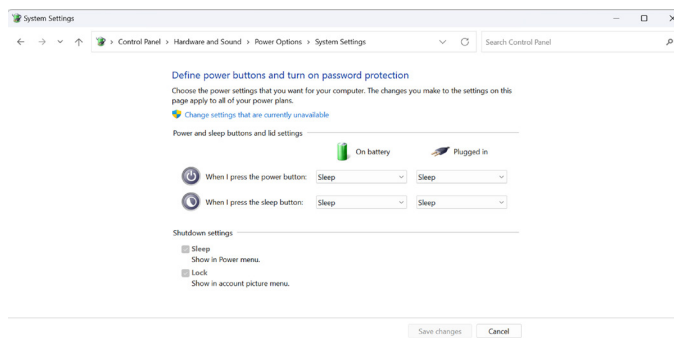 System Settings
Control Panel > Hardware and Sound > Power Options > System Settings
Search Control Panel
Define power buttons and turn on password protection
Choose the power settings that you want for your computer. The changes you make to the settings on this
page apply to all of your power plans.
Change settings that are currently unavailable
Power and sleep buttons and lid settings
On battery Plugged in
When I press the power button: Sleep Sleep
When I press the sleep button: Sleep Sleep
Shutdown settings
Sleep
Show in Power menu.
Lock
Show in account picture menu.
Save changes Cancel